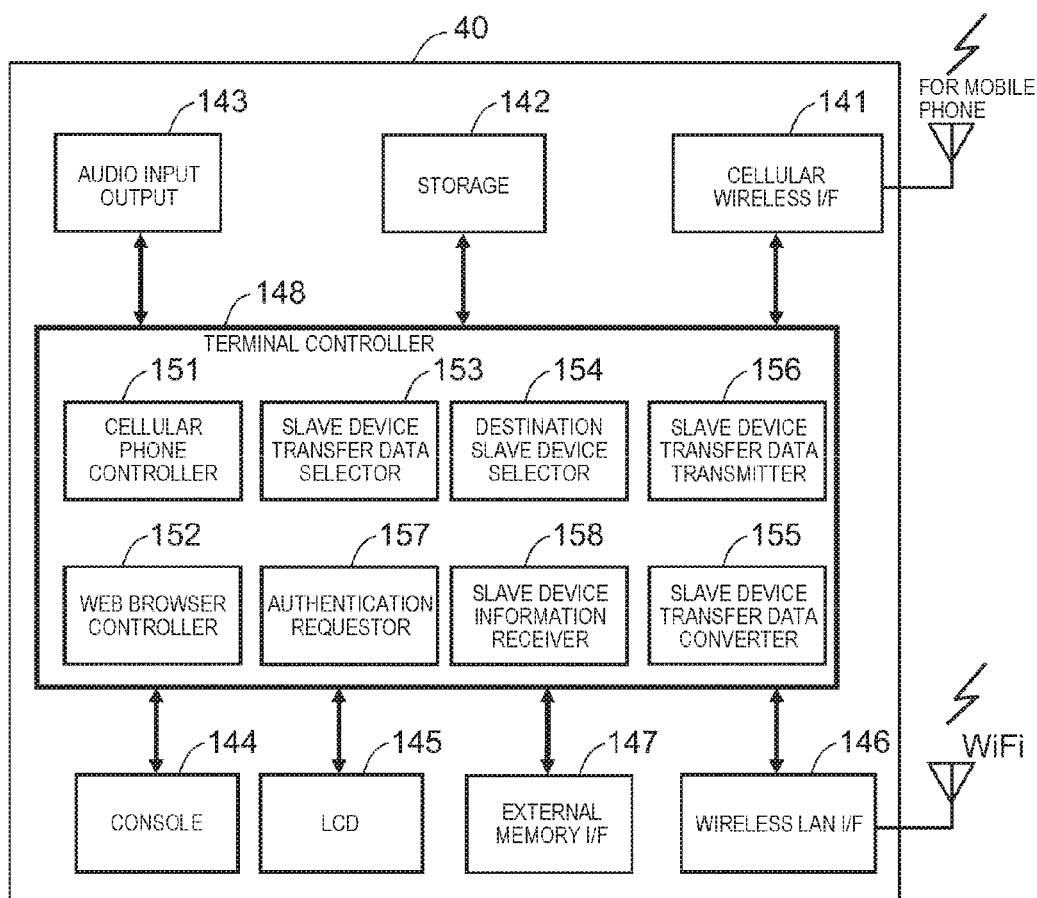 40
FOR MOBILE
PHONE
143
142
141
AUDIO INPUT
OUTPUT
STORAGE
CELLULAR
WIRELESS I/F
148
TERMINAL CONTROLLER
151
153
154
156
CELLULAR
PHONE
CONTROLLER
SLAVE DEVICE
TRANSFER DATA
SELECTOR
DESTINATION
SLAVE DEVICE
SELECTOR
SLAVE DEVICE
TRANSFER DATA
TRANSMITTER
152
157
158
155
WEB BROWSER
CONTROLLER
AUTHENTICATION
REQUESTOR
SLAVE DEVICE
INFORMATION
RECEIVER
SLAVE DEVICE
TRANSFER DATA
CONVERTER
144
145
147
146
WiFi
CONSOLE
LCD
EXTERNAL
MEMORY I/F
WIRELESS LAN I/F